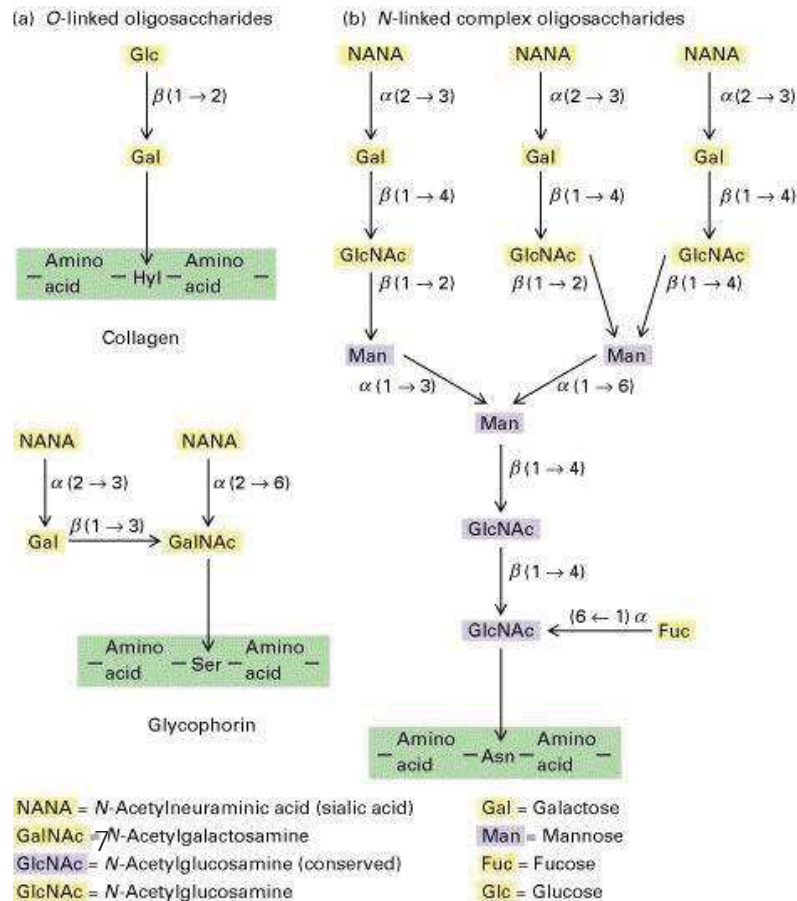 (a) O-linked oligosaccharides
Glc
β(1 → 2)
Gal
Amino acid – Hyl – Amino acid
Collagen
NANA NANA
α(2 → 3) α(2 → 6)
β(1 → 3)
Gal GalNAc
Amino acid – Ser – Amino acid
Glycophorin
(b) N-linked complex oligosaccharides
NANA NANA NANA
α(2 → 3) α(2 → 3) α(2 → 3)
Gal Gal Gal
β(1 → 4) β(1 → 4) β(1 → 4)
GlcNAc GlcNAc GlcNAc
β(1 → 2) β(1 → 2) β(1 → 4)
Man Man
α(1 → 3) α(1 → 6)
Man
β(1 → 4)
GlcNAc
β(1 → 4)
GlcNAc (6 ← 1) α Fuc
Amino acid – Asn – Amino acid
NANA = N-Acetylneuraminic acid (sialic acid)
GalNAc = N-Acetylgalactosamine
7
GlcNAc = N-Acetylglucosamine (conserved)
GlcNAc = N-Acetylglucosamine
Gal = Galactose
Man = Mannose
Fuc = Fucose
Glc = Glucose